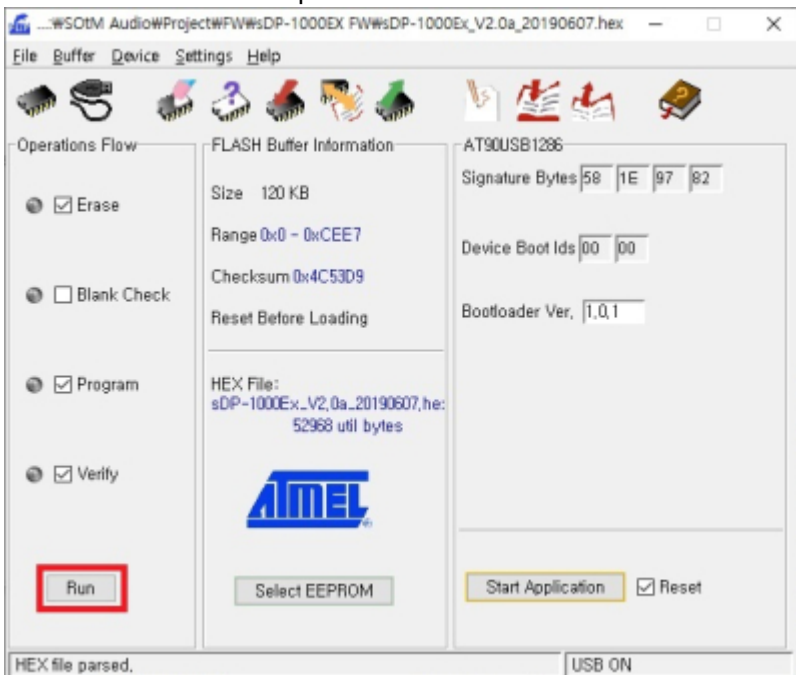 ...₩SOtM Audio₩Project₩FW₩sDP-1000EX FW₩sDP-1000Ex_V2.0a_20190607.hex
File Buffer Device Settings Help
Operations Flow
Erase
Blank Check
Program
Verify
Run
FLASH Buffer Information
Size 120 KB
Range 0x0 - 0xCEE7
Checksum 0x4C53D9
Reset Before Loading
HEX File:
sDP-1000Ex_V2,0a_20190607,he:
52968 util bytes
ATMEL
Select EEPROM
AT90USB1286
Signature Bytes 58 1E 97 82
Device Boot Ids 00 00
Bootloader Ver, 1,0,1
Start Application Reset
HEX file parsed, USB ON